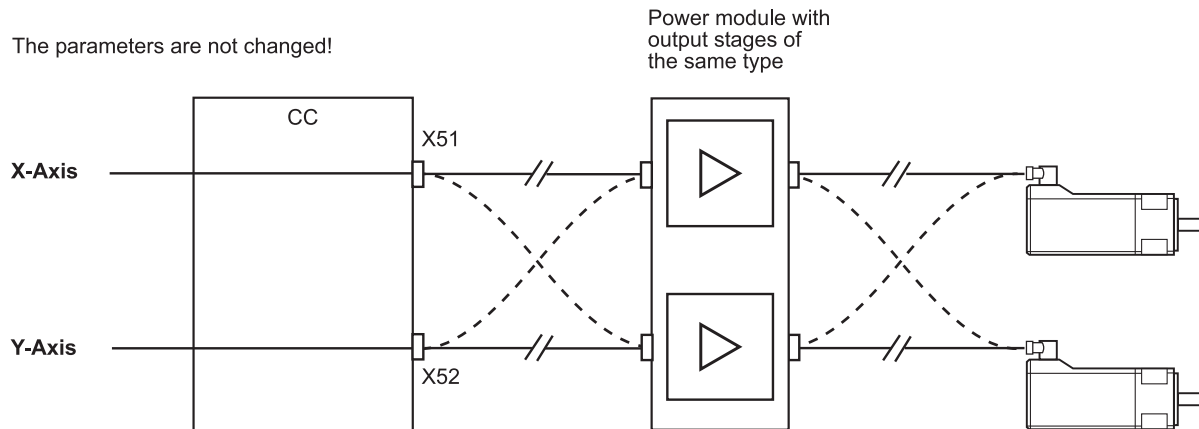 Power module with
output stages of
the same type
The parameters are not changed!
CC
X51
X-Axis
Y-Axis
X52